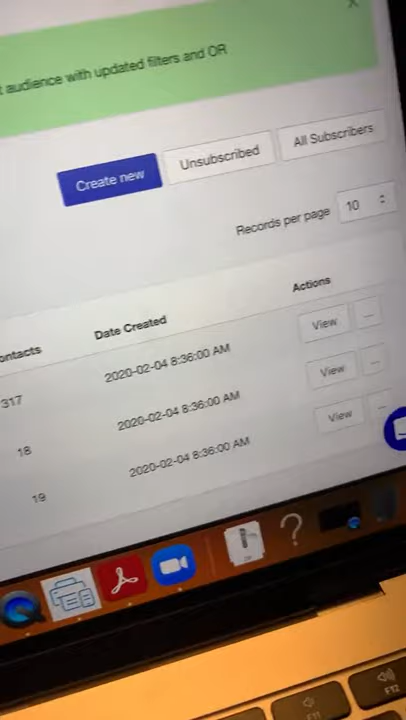 audience with updated filters and OR
Create new
Unsubscribed
All Subscribers
Records per page
10
ontacts
Date Created
Actions
317
2020-02-04 8:36:00 AM
View
...
18
2020-02-04 8:36:00 AM
View
...
19
2020-02-04 8:36:00 AM
View
...
?
F11
F12